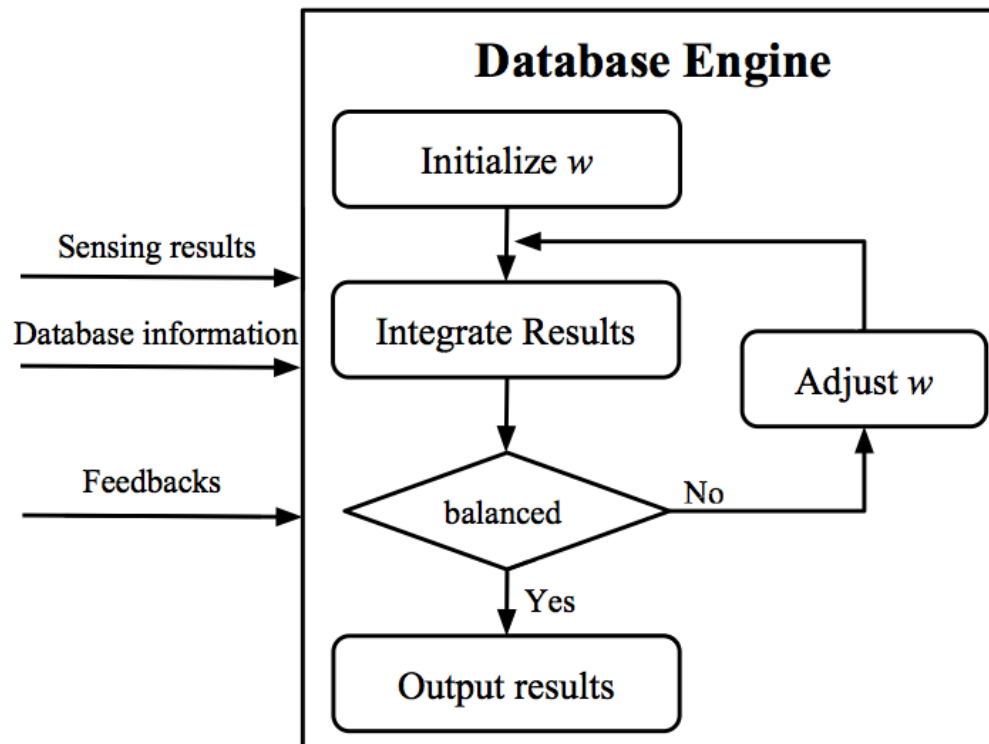 Database Engine
Initialize w
Sensing results
Integrate Results
Database information
Adjust w
Feedbacks
balanced
No
Yes
Output results